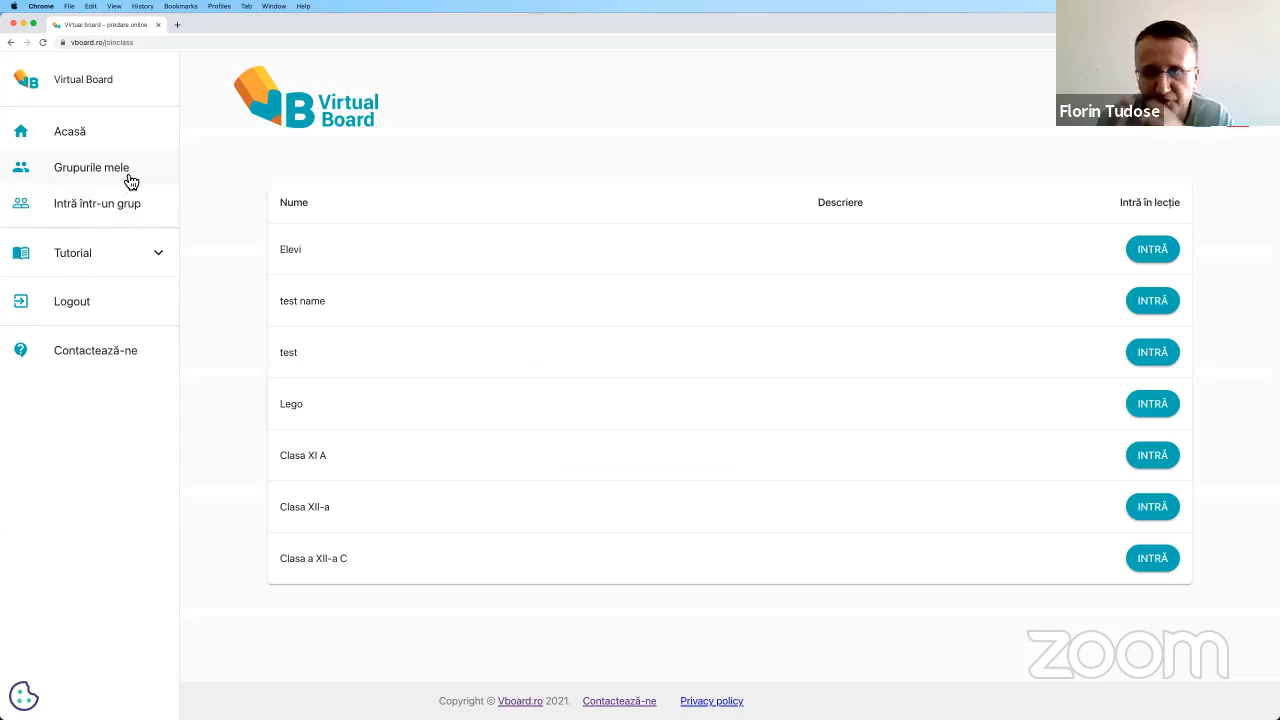 Chrome File Edit View History Bookmarks Profiles Tab Window Help
Virtual board - predare online
vboard.ro/joinclass
Virtual Board
Virtual
Board
Florin Tudose
Acasă
Grupurile mele
Intră într-un grup
Tutorial
Logout
Contactează-ne
Nume Descriere Intră în lecție
Elevi INTRĂ
test name INTRĂ
test INTRĂ
Lego INTRĂ
Clasa XI A INTRĂ
Clasa XII-a INTRĂ
Clasa a XII-a C INTRĂ
zoom
Copyright © Vboard.ro 2021. Contactează-ne Privacy policy